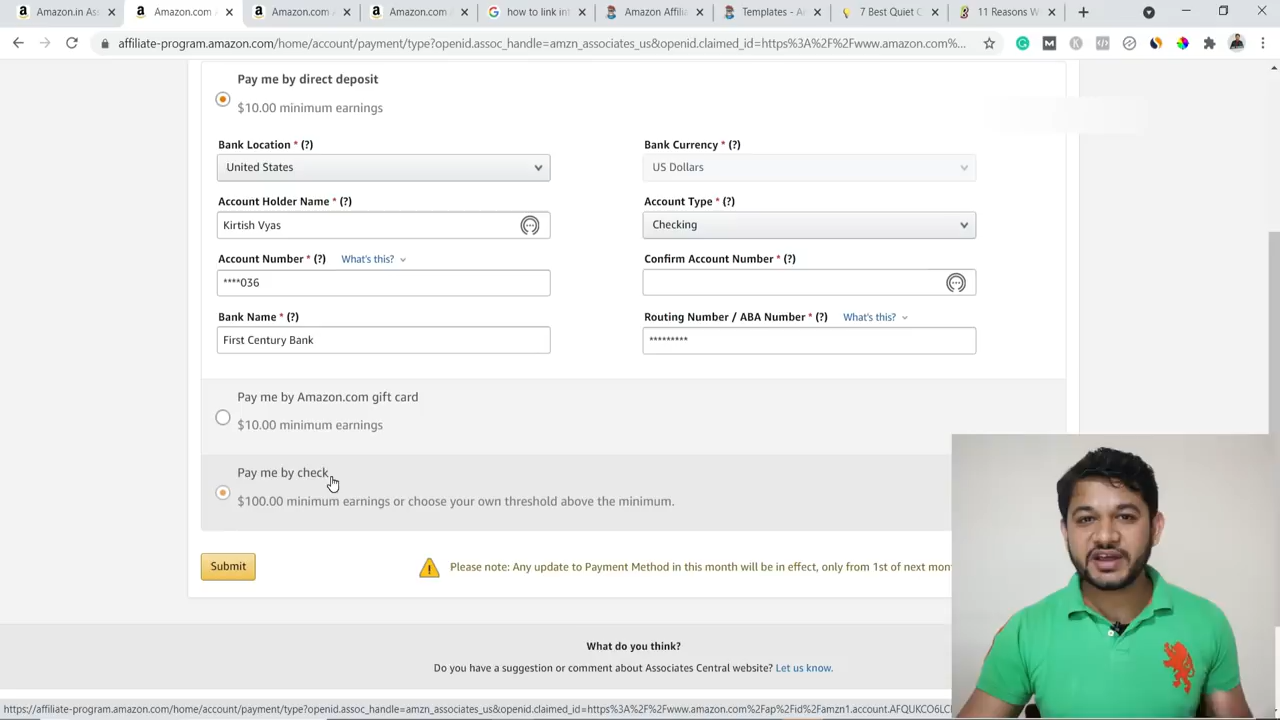 Amazon.in As
Amazon.com
Amazon.com
Amazon.com
how to link in
Amazon Affili
Templates - A
7 Best Quiet C
11 Reasons W
affiliate-program.amazon.com/home/account/payment/type?openid.assoc_handle=amzn_associates_us&openid.claimed_id=https%3A%2F%2Fwww.amazon.com%...
Pay me by direct deposit
$10.00 minimum earnings
Bank Location * (?)
Bank Currency * (?)
United States
US Dollars
Account Holder Name * (?)
Account Type * (?)
Kirtish Vyas
Checking
Account Number * (?) What's this?
Confirm Account Number * (?)
****036
Bank Name * (?)
Routing Number / ABA Number * (?) What's this?
First Century Bank
*********
Pay me by Amazon.com gift card
$10.00 minimum earnings
Pay me by check
$100.00 minimum earnings or choose your own threshold above the minimum.
Submit
Please note: Any update to Payment Method in this month will be in effect, only from 1st of next mon
What do you think?
Do you have a suggestion or comment about Associates Central website? Let us know.
https://affiliate-program.amazon.com/home/account/payment/type?openid.assoc_handle=amzn_associates_us&openid.claimed_id=https%3A%2F%2Fwww.amazon.com%2Fap%2Fid%2Famzn1.account.AFQUKCO6LC